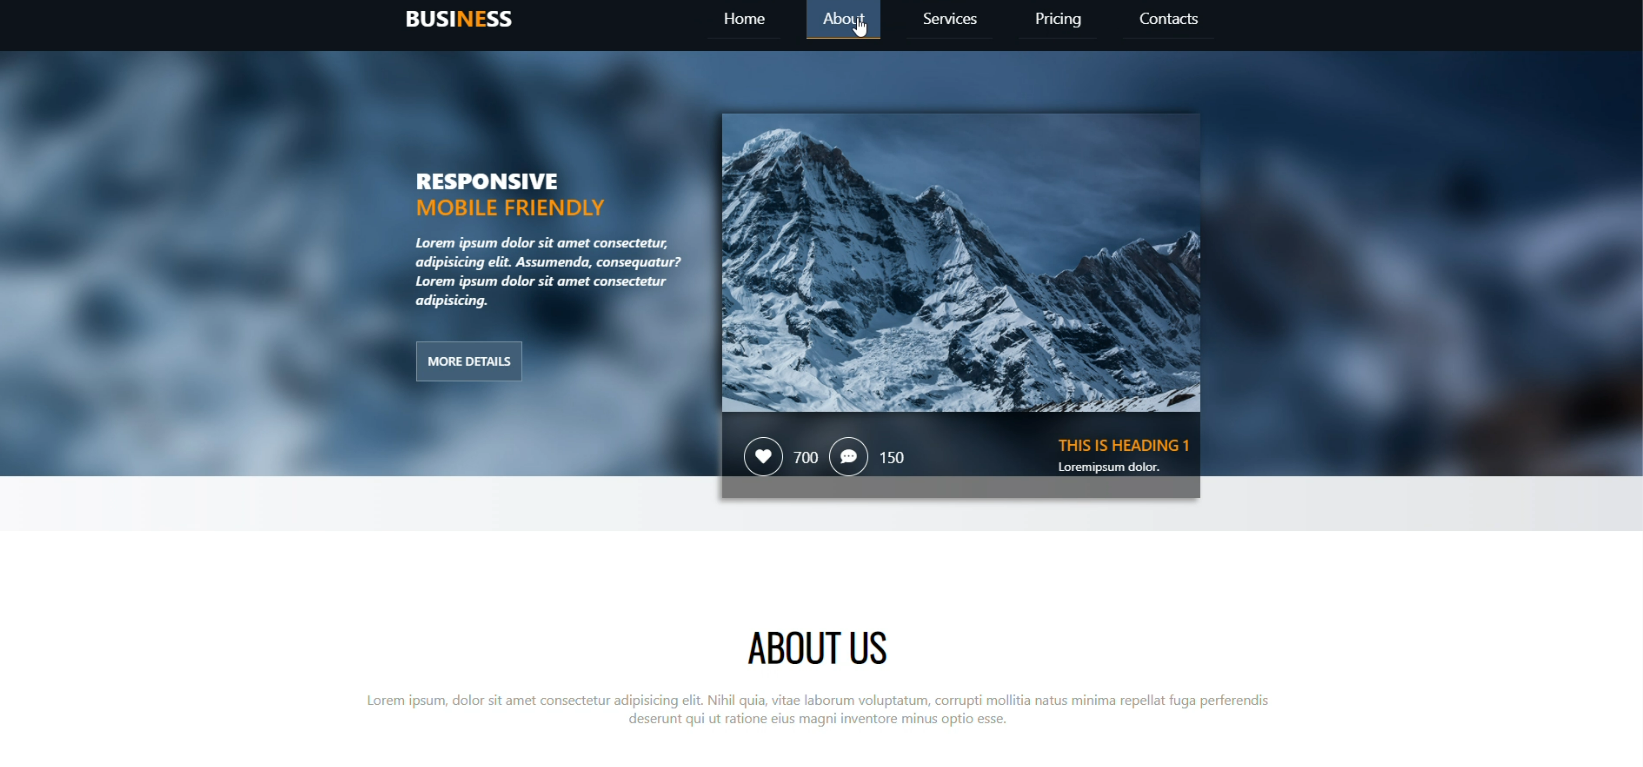 BUSINESS
Home About Services Pricing Contacts
RESPONSIVE
MOBILE FRIENDLY
Lorem ipsum dolor sit amet consectetur,
adipisicing elit. Assumenda, consequatur?
Lorem ipsum dolor sit amet consectetur
adipisicing.
MORE DETAILS
700 150
THIS IS HEADING 1
Loremipsum dolor.
ABOUT US
Lorem ipsum, dolor sit amet consectetur adipisicing elit. Nihil quia, vitae laborum voluptatum, corrupti mollitia natus minima repellat fuga perferendis
deserunt qui ut ratione eius magni inventore minus optio esse.